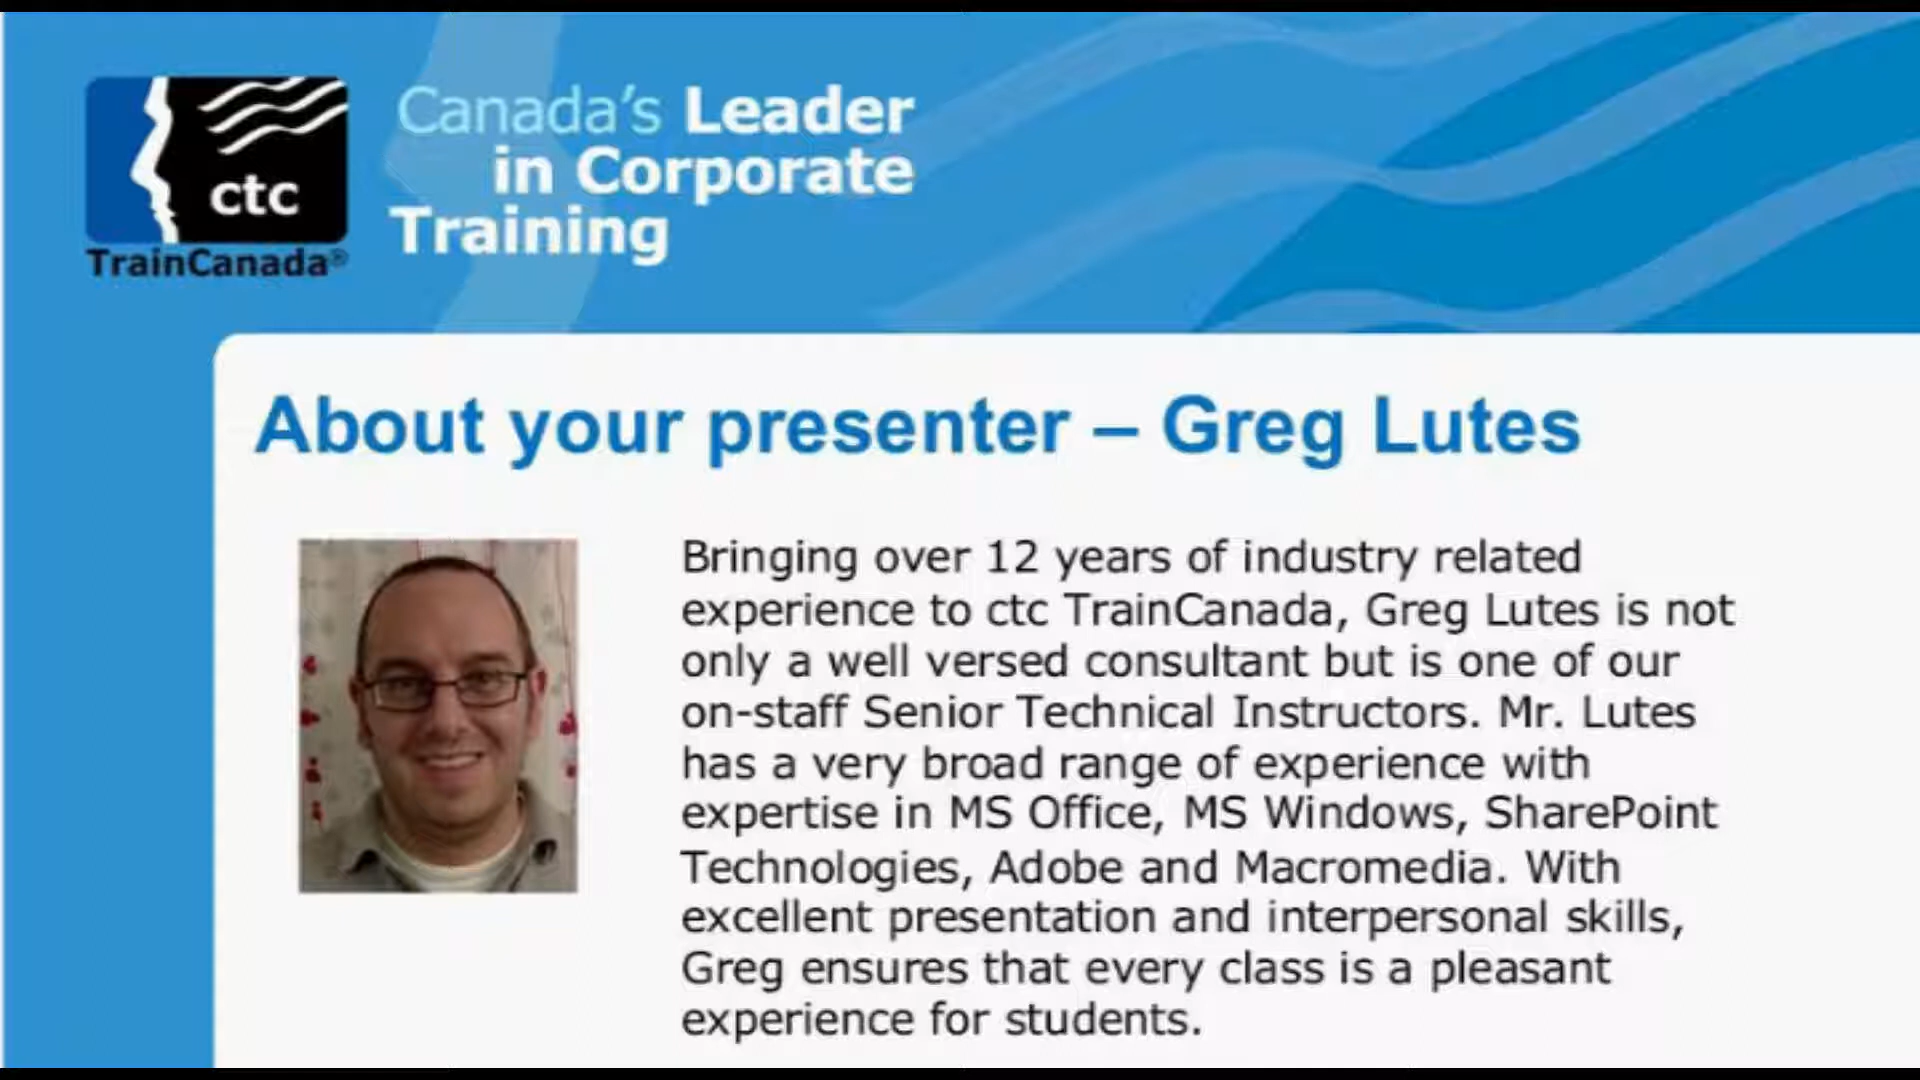 ctc
TrainCanada®
Canada's Leader
in Corporate
Training
About your presenter – Greg Lutes
Bringing over 12 years of industry related
experience to ctc TrainCanada, Greg Lutes is not
only a well versed consultant but is one of our
on-staff Senior Technical Instructors. Mr. Lutes
has a very broad range of experience with
expertise in MS Office, MS Windows, SharePoint
Technologies, Adobe and Macromedia. With
excellent presentation and interpersonal skills,
Greg ensures that every class is a pleasant
experience for students.